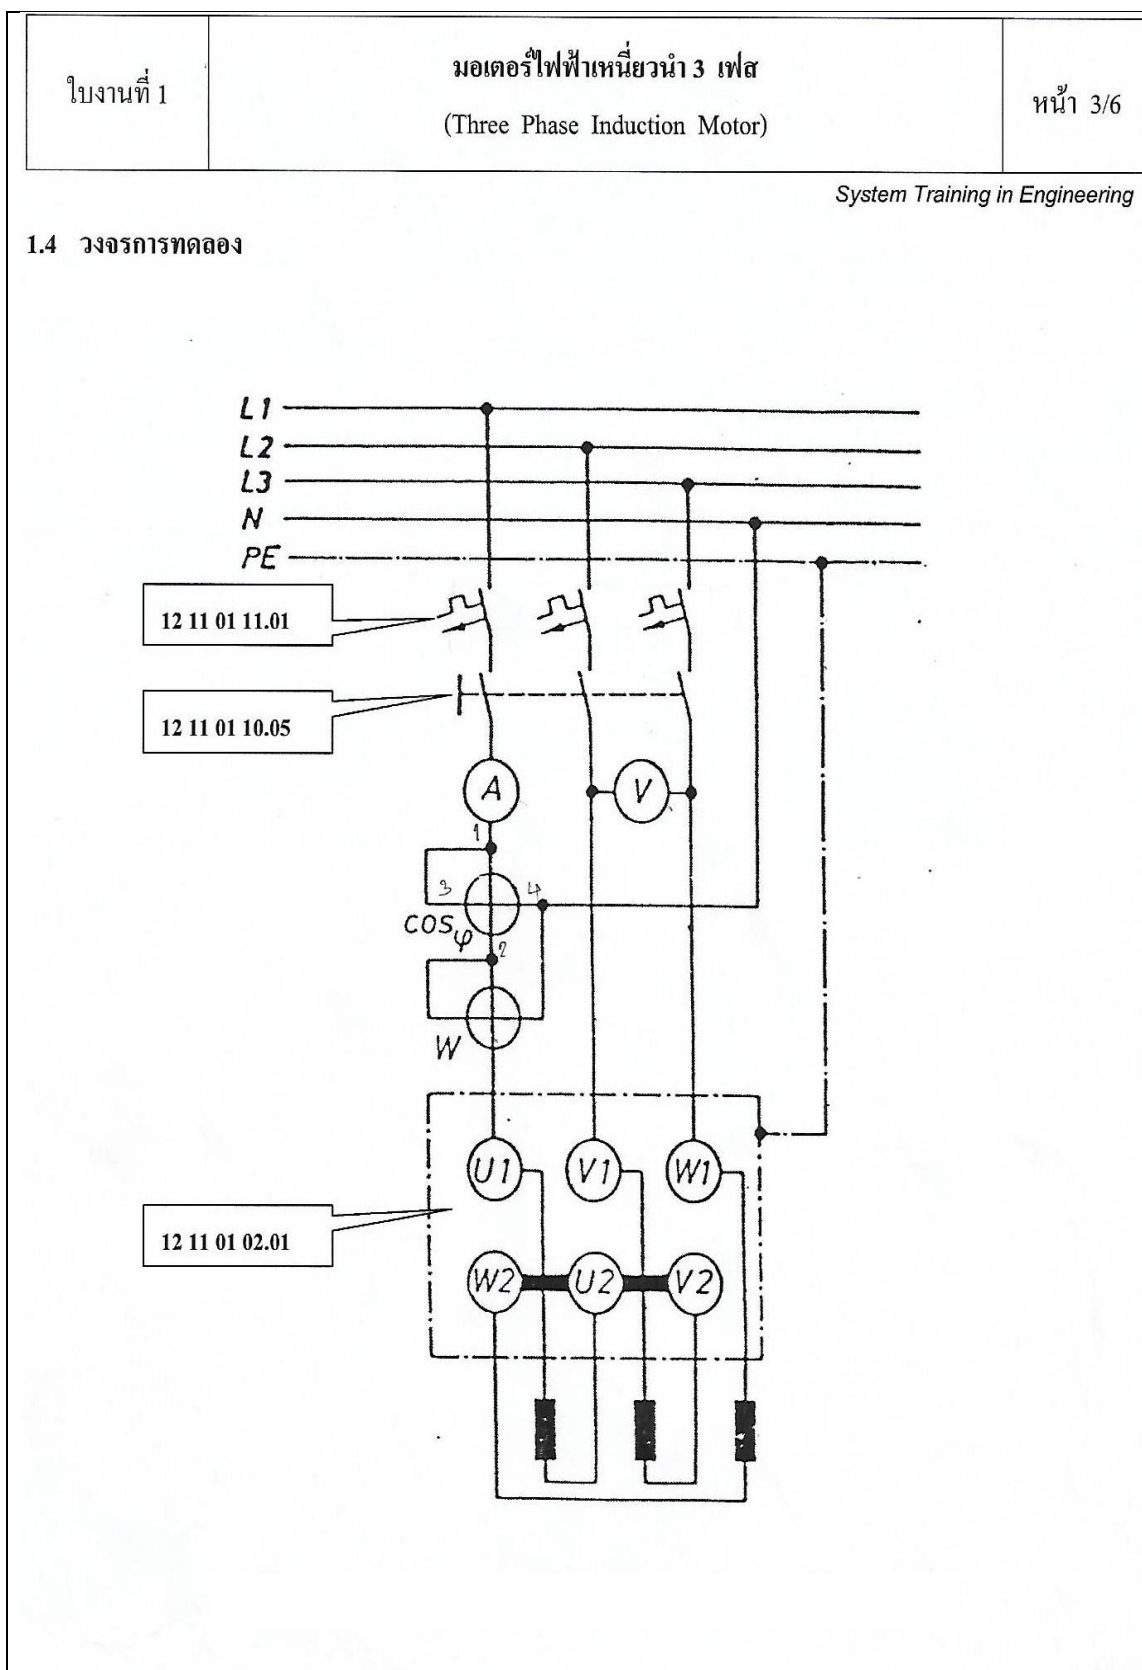 ใบงานที่ 1
มอเตอร์ไฟฟ้าเหนี่ยวนำ 3 เฟส
(Three Phase Induction Motor)
หน้า 3/6
System Training in Engineering
1.4 วงจรการทดลอง
L1
L2
L3
N
PE
12 11 01 11.01
12 11 01 10.05
A
V
1
3
4
COSφ
2
W
U1
V1
W1
12 11 01 02.01
W2
U2
V2